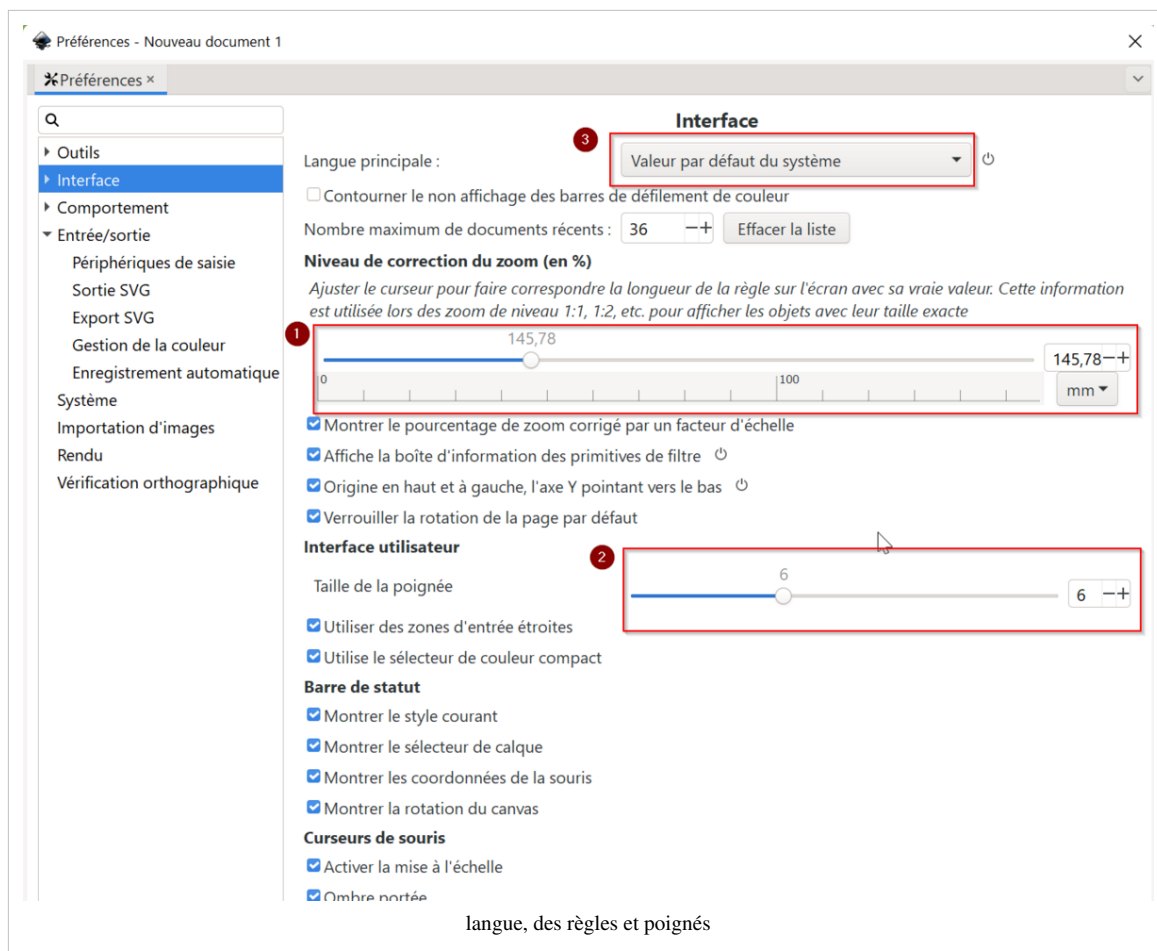 Préférences - Nouveau document 1
Préférences
Interface
3
Outils
Langue principale :
Valeur par défaut du système
Interface
Contourner le non affichage des barres de défilement de couleur
Comportement
Nombre maximum de documents récents :
36
Effacer la liste
Entrée/sortie
Niveau de correction du zoom (en %)
Périphériques de saisie
Ajuster le curseur pour faire correspondre la longueur de la règle sur l'écran avec sa vraie valeur. Cette information
est utilisée lors des zoom de niveau 1:1, 1:2, etc. pour afficher les objets avec leur taille exacte
Sortie SVG
Export SVG
1
145,78
Gestion de la couleur
145,78
Enregistrement automatique
0
100
mm
Système
Importation d'images
Montrer le pourcentage de zoom corrigé par un facteur d'échelle
Rendu
Affiche la boîte d'information des primitives de filtre
Vérification orthographique
Origine en haut et à gauche, l'axe Y pointant vers le bas
Verrouiller la rotation de la page par défaut
Interface utilisateur
2
Taille de la poignée
6
6
Utiliser des zones d'entrée étroites
Utilise le sélecteur de couleur compact
Barre de statut
Montrer le style courant
Montrer le sélecteur de calque
Montrer les coordonnées de la souris
Montrer la rotation du canvas
Curseurs de souris
Activer la mise à l'échelle
Ombre portée
langue, des règles et poignés